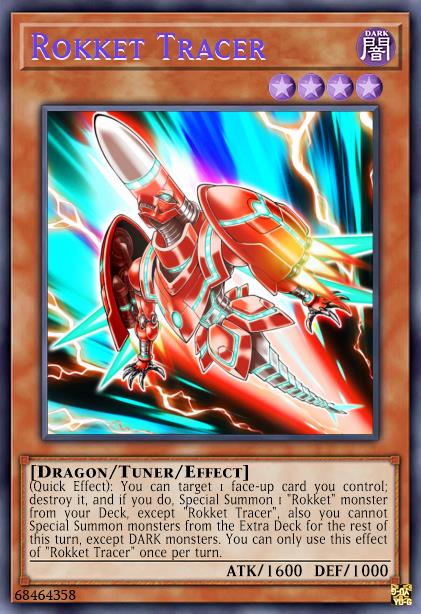 Rokket Tracer
DARK
闇
[Dragon/Tuner/Effect]
(Quick Effect): You can target 1 face-up card you control;
destroy it, and if you do, Special Summon 1 "Rokket" monster
from your Deck, except "Rokket Tracer", also you cannot
Special Summon monsters from the Extra Deck for the rest of
this turn, except DARK monsters. You can only use this effect
of "Rokket Tracer" once per turn.
ATK/1600 DEF/1000
68464358